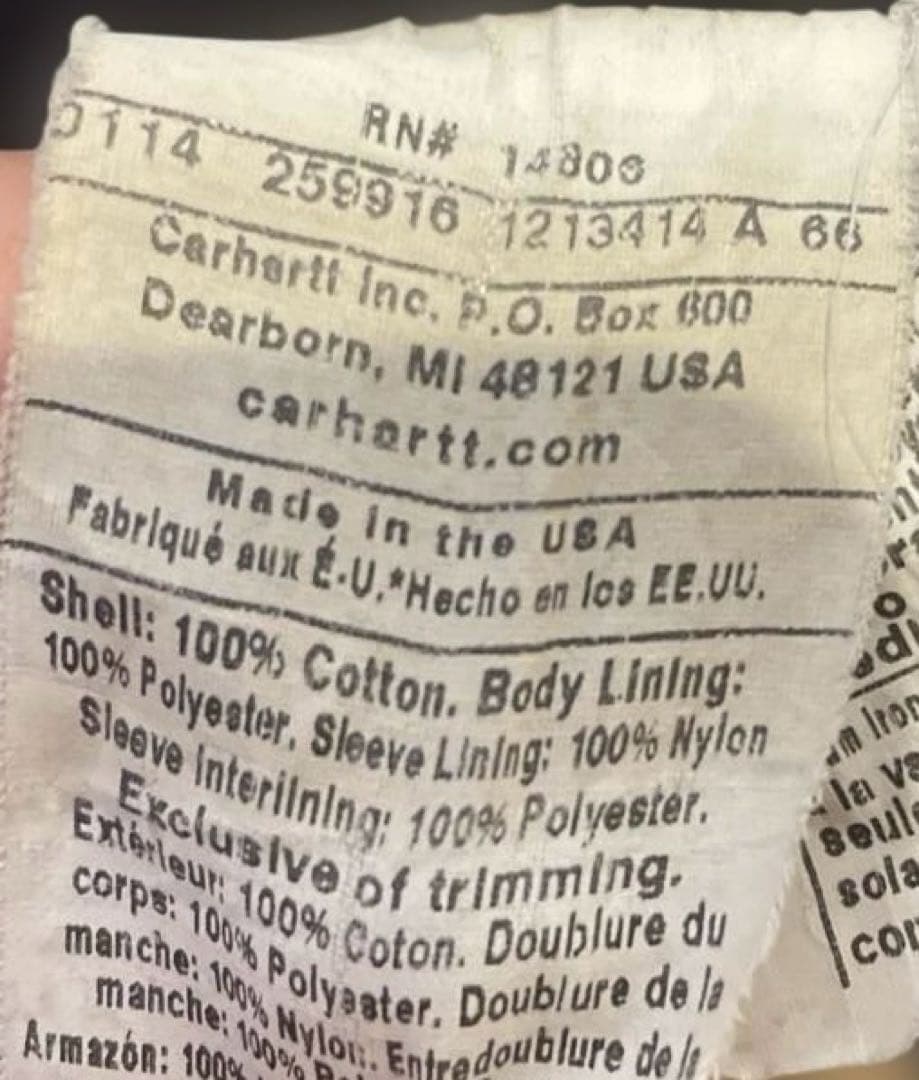 RN# 14806
0114 259916 1213414 A 66
Carhartt Inc. P.O. Box 600
Dearborn, MI 48121 USA
carhartt.com
Made in the USA
Fabriqué aux É-U.*Hecho en los EE.UU.
Shell: 100% Cotton. Body Lining:
100% Polyester. Sleeve Lining: 100% Nylon
Sleeve Interlining: 100% Polyester.
Exclusive of trimming.
Extérieur: 100% Coton. Doublure du
corps: 100% Polyester. Doublure de la
manche: 100% Nylon. Entredoublure de la
manche: 100%
Armazón: 100%
Iron
la va
seul
sola
cor